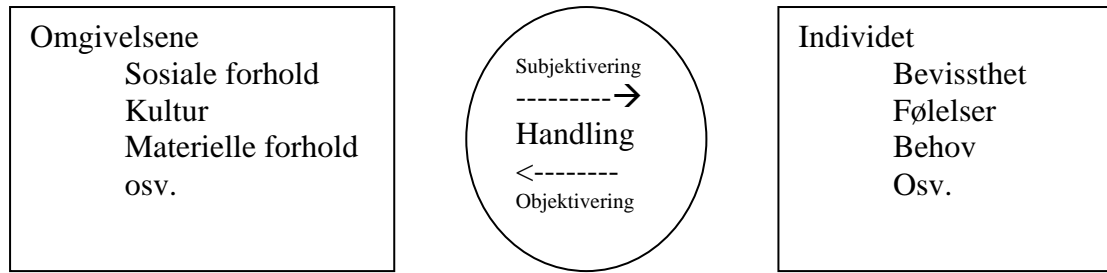 Omgivelsene
Sosiale forhold
Kultur
Materielle forhold
osv.
Subjektivering
---------→
Handling
<--------
Objektivering
Individet
Bevissthet
Følelser
Behov
Osv.